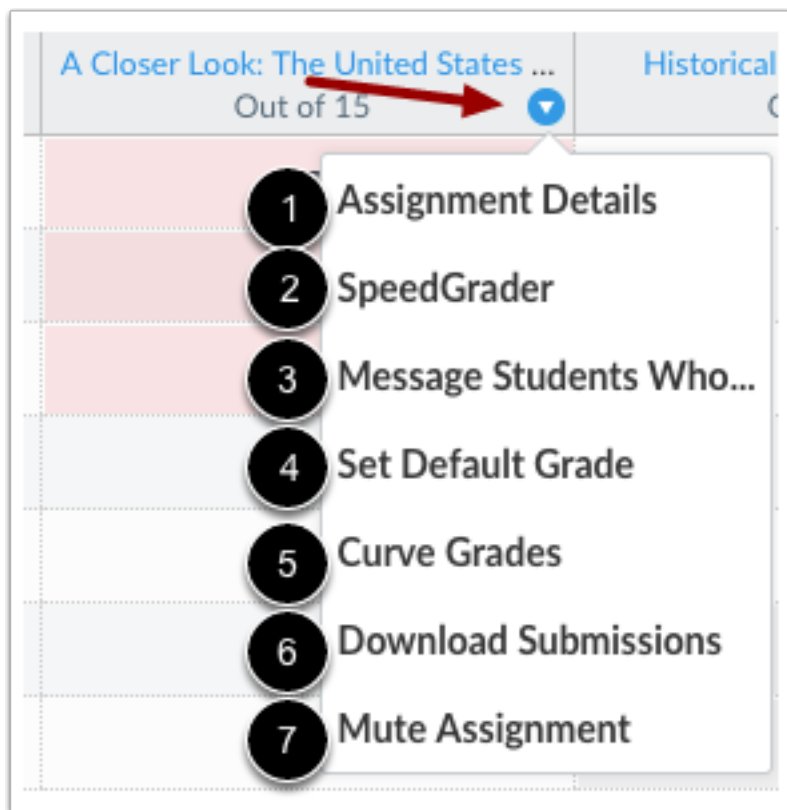 A Closer Look: The United States ...
Out of 15
Historical
1 Assignment Details
2 SpeedGrader
3 Message Students Who...
4 Set Default Grade
5 Curve Grades
6 Download Submissions
7 Mute Assignment